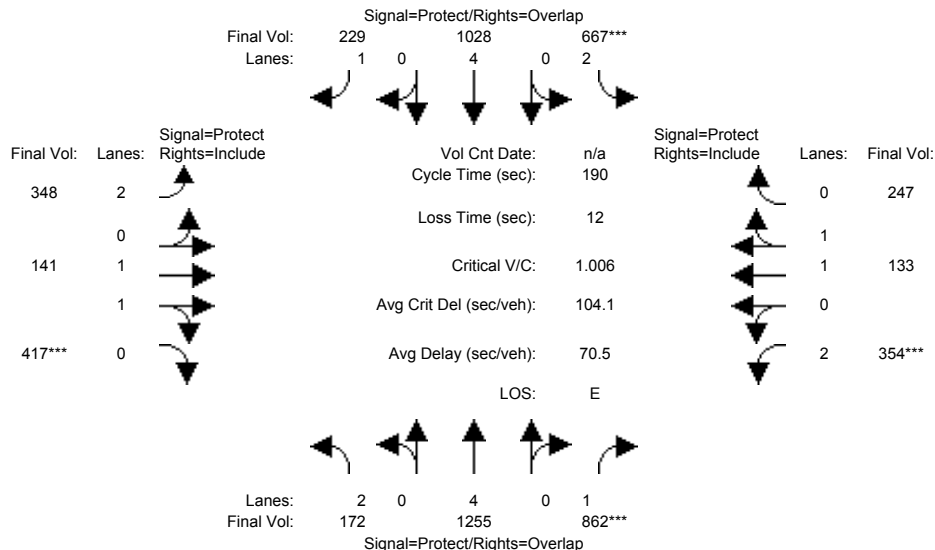 Signal=Protect/Rights=Overlap
Final Vol: 229 1028 667***
Lanes: 1 0 4 0 2
Signal=Protect
Final Vol: Lanes: Rights=Include
Vol Cnt Date: n/a
Signal=Protect
Rights=Include Lanes: Final Vol:
Cycle Time (sec): 190
348 2
0 247
Loss Time (sec): 12
0
1
141 1
Critical V/C: 1.006
1 133
1
Avg Crit Del (sec/veh): 104.1
0
417*** 0
Avg Delay (sec/veh): 70.5
2 354***
LOS: E
Lanes: 2 0 4 0 1
Final Vol: 172 1255 862***
Signal=Protect/Rights=Overlap